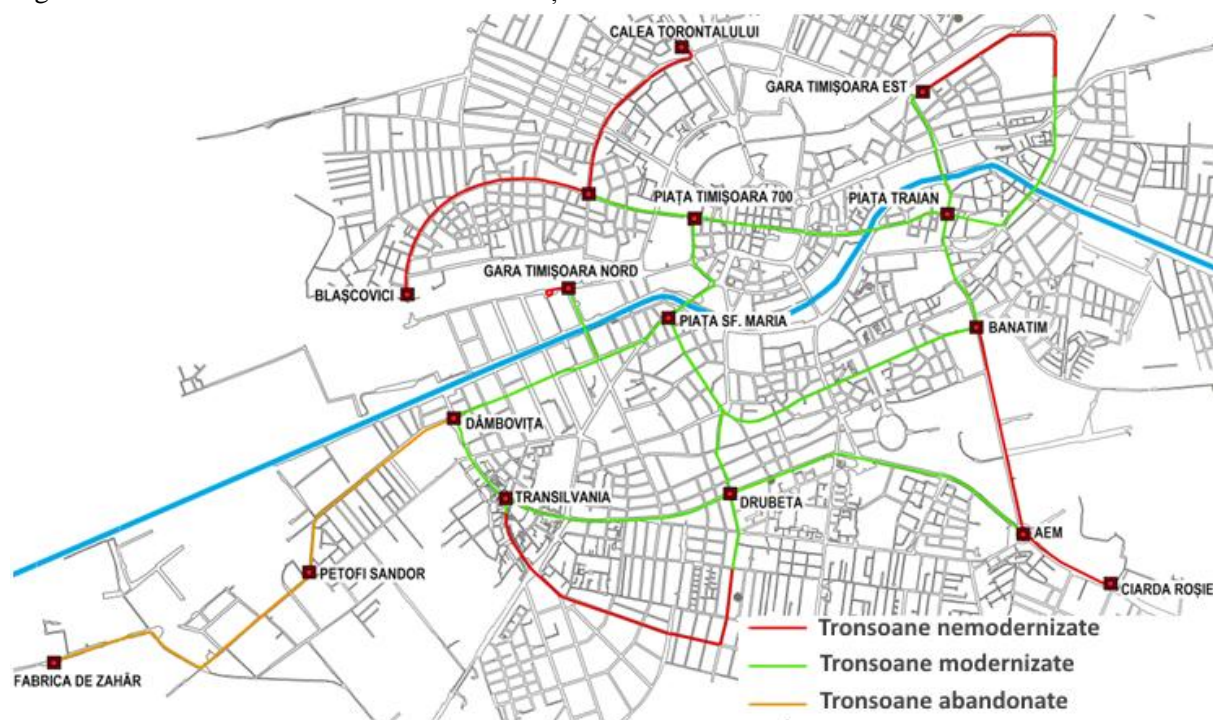 CALEA TORONTALULUI
GARA TIMIȘOARA EST
PIAȚA TIMIȘOARA 700
PIAȚA TRAIAN
GARA TIMIȘOARA NORD
BLAȘCOVICI
PIAȚA SF. MARIA
BANATIM
DÂMBOVIȚA
TRANSILVANIA
DRUBETA
AEM
PETOFI SANDOR
CIARDA ROȘIE
Tronsoane nemodernizate
Tronsoane modernizate
FABRICA DE ZAHĂR
Tronsoane abandonate